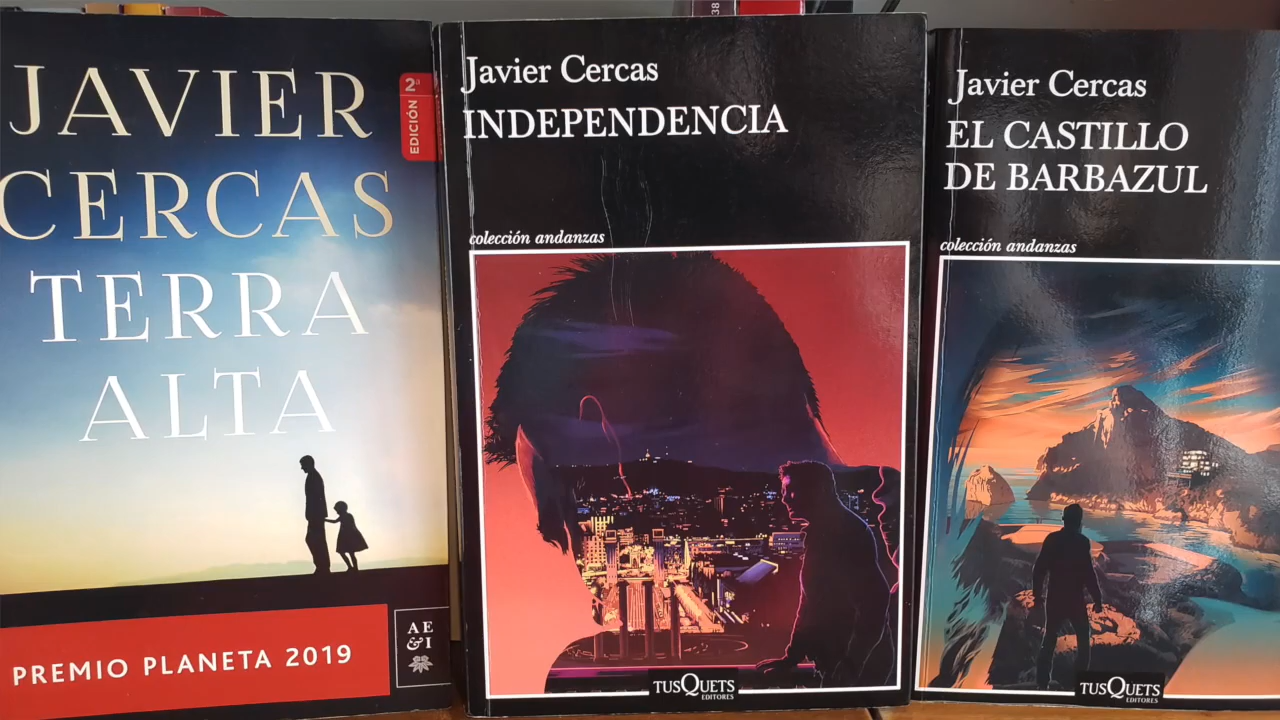 JAVIER
CERCAS
TERRA
ALTA
2ª
EDICIÓN
PREMIO PLANETA 2019
AE
&I
Javier Cercas
INDEPENDENCIA
colección andanzas
TUSQUETS
EDITORES
Javier Cercas
EL CASTILLO
DE BARBAZUL
colección andanzas
TUSQUETS
EDITORES
38